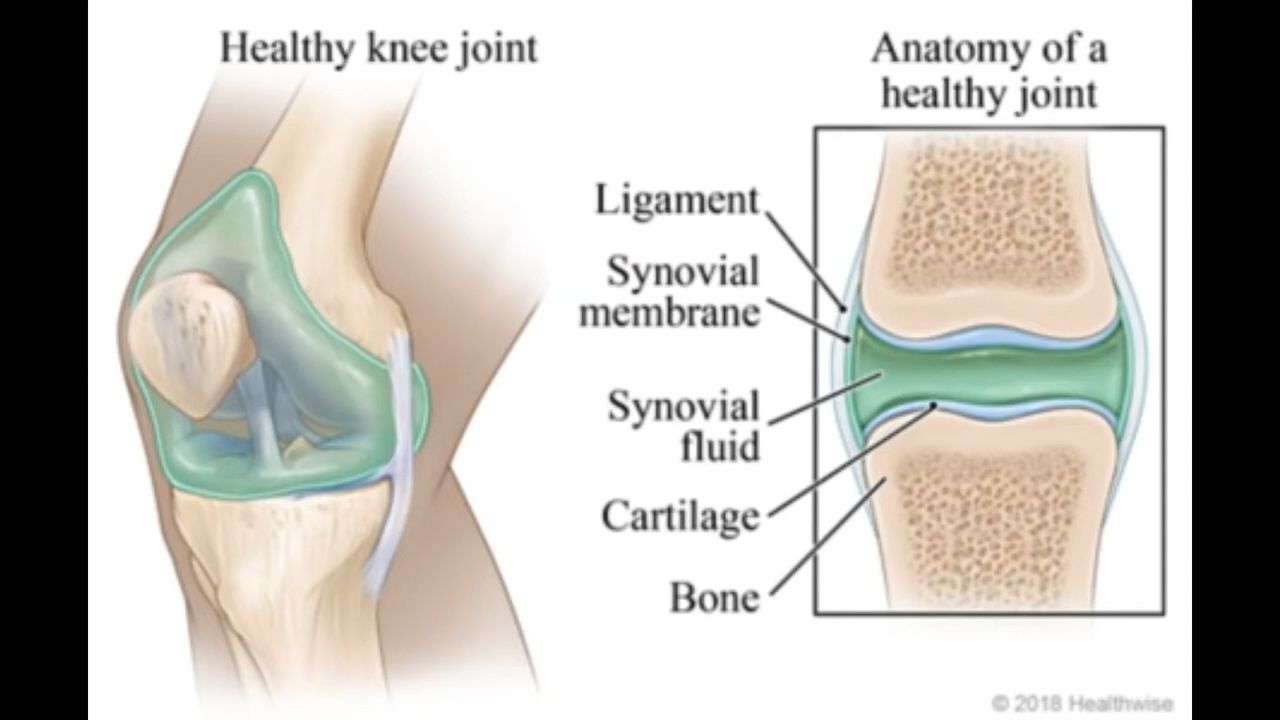 Healthy knee joint
Anatomy of a
healthy joint
Ligament
Synovial
membrane
Synovial
fluid
Cartilage
Bone
© 2018 Healthwise